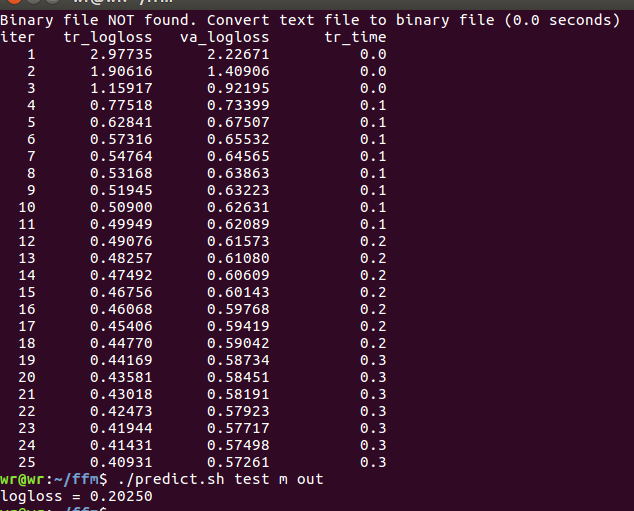 Binary file NOT found. Convert text file to binary file (0.0 seconds)
iter tr_logloss va_logloss tr_time
1 2.97735 2.22671 0.0
2 1.90616 1.40906 0.0
3 1.15917 0.92195 0.0
4 0.77518 0.73399 0.1
5 0.62841 0.67507 0.1
6 0.57316 0.65532 0.1
7 0.54764 0.64565 0.1
8 0.53168 0.63863 0.1
9 0.51945 0.63223 0.1
10 0.50900 0.62631 0.1
11 0.49949 0.62089 0.1
12 0.49076 0.61573 0.2
13 0.48257 0.61080 0.2
14 0.47492 0.60609 0.2
15 0.46756 0.60143 0.2
16 0.46068 0.59768 0.2
17 0.45406 0.59419 0.2
18 0.44770 0.59042 0.2
19 0.44169 0.58734 0.3
20 0.43581 0.58451 0.3
21 0.43018 0.58191 0.3
22 0.42473 0.57923 0.3
23 0.41944 0.57717 0.3
24 0.41431 0.57498 0.3
25 0.40931 0.57261 0.3
wr@wr:~/ffm$ ./predict.sh test m out
logloss = 0.20250